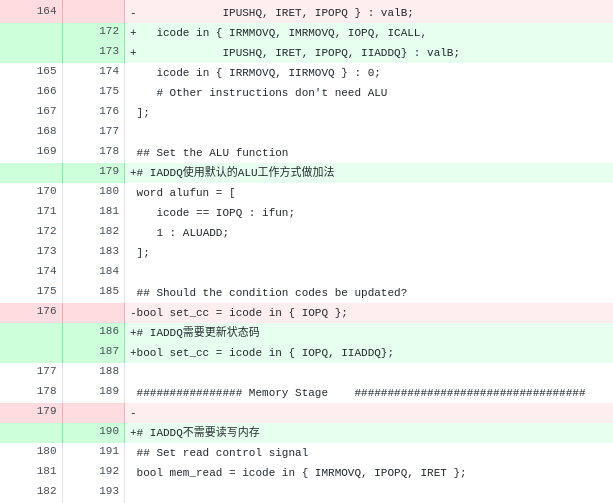 164 -             IPUSHQ, IRET, IPOPQ } : valB;
172 +   icode in { IRMMOVQ, IMRMOVQ, IOPQ, ICALL,
173 +             IPUSHQ, IRET, IPOPQ, IIADDQ} : valB;
165 174     icode in { IRRMOVQ, IIRMOVQ } : 0;
166 175     # Other instructions don't need ALU
167 176  ];
168 177
169 178  ## Set the ALU function
179 +# IADDQ使用默认的ALU工作方式做加法
170 180  word alufun = [
171 181     icode == IOPQ : ifun;
172 182     1 : ALUADD;
173 183  ];
174 184
175 185  ## Should the condition codes be updated?
176 -bool set_cc = icode in { IOPQ };
186 +# IADDQ需要更新状态码
187 +bool set_cc = icode in { IOPQ, IIADDQ};
177 188
178 189  ################ Memory Stage    ###################################
179 -
190 +# IADDQ不需要读写内存
180 191  ## Set read control signal
181 192  bool mem_read = icode in { IMRMOVQ, IPOPQ, IRET };
182 193